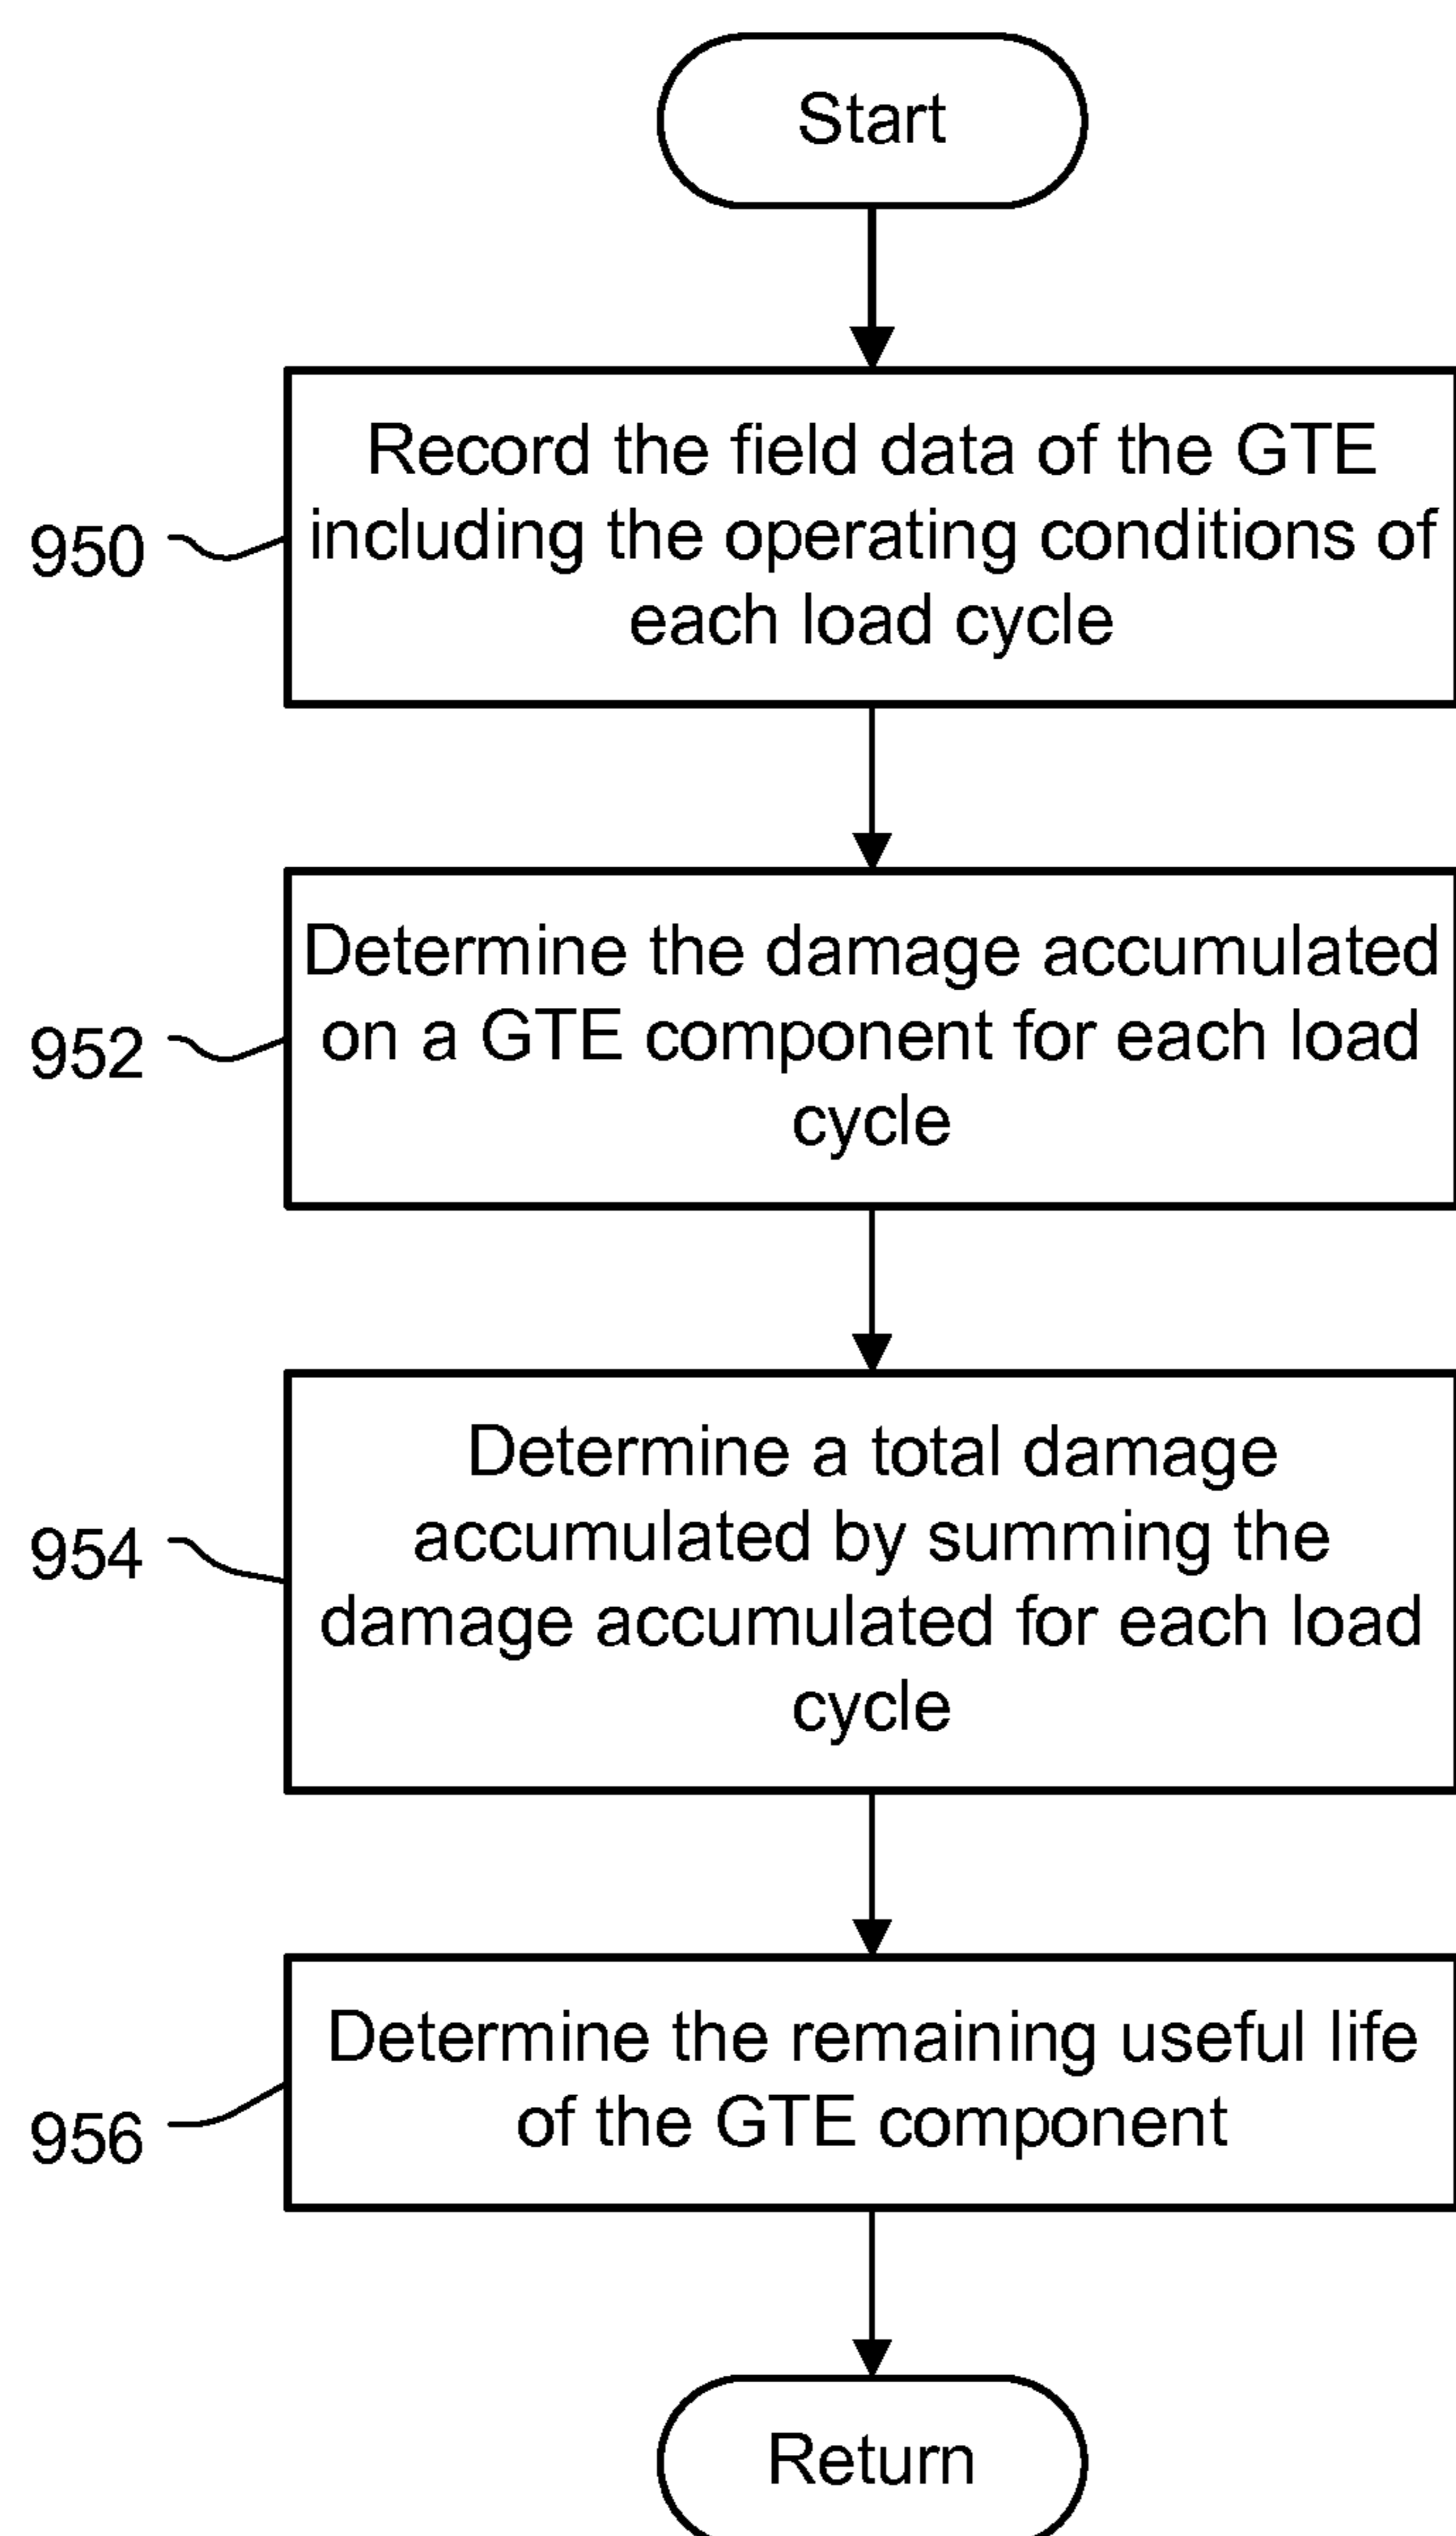 Start
Record the field data of the GTE
including the operating conditions of
each load cycle
950
Determine the damage accumulated
on a GTE component for each load
cycle
952
Determine a total damage
accumulated by summing the
damage accumulated for each load
cycle
954
Determine the remaining useful life
of the GTE component
956
Return